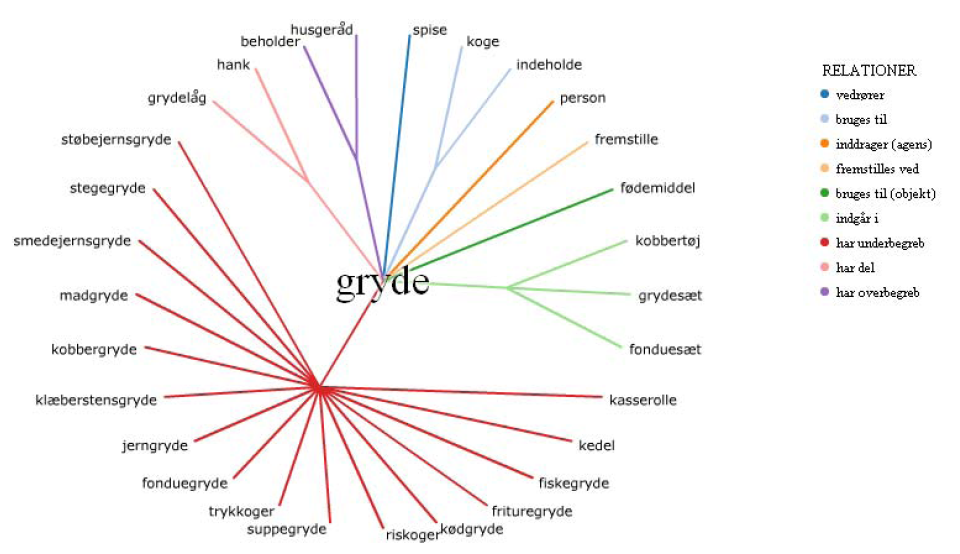 husgeråd
spise
beholder
koge
hank
indeholde
RELATIONER
grydelåg
person
vedrører
bruges til
støbejernsgryde
fremstille
inddrager (agens)
fremstilles ved
stegegryde
fødemiddel
bruges til (objekt)
indgår i
smedejernsgryde
kobbertøj
har underbegreb
har del
gryde
madgryde
grydesæt
har overbegreb
kobbergryde
fonduesæt
klæberstensgryde
kasserolle
jerngryde
kedel
fonduegryde
fiskegryde
trykkoger
frituregryde
suppegryde
riskoger
kødgryde